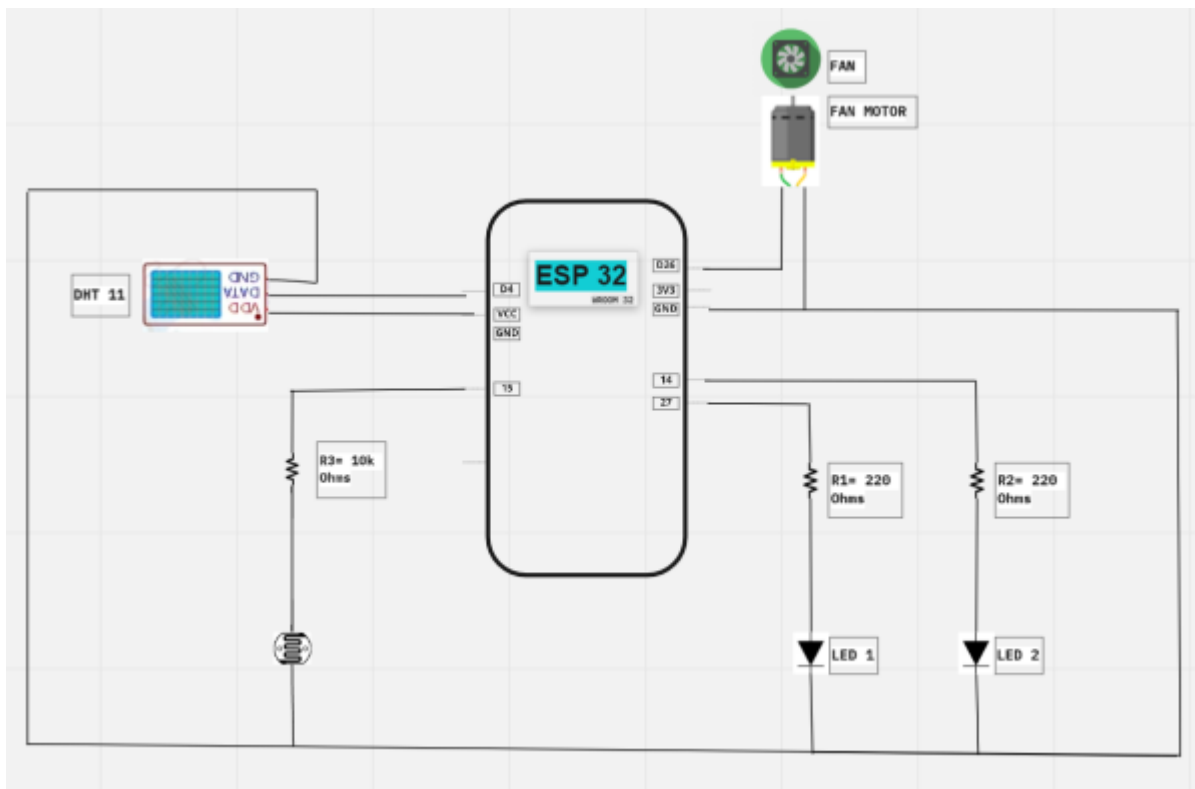 FAN
FAN MOTOR
ESP 32
WROOM 32
DHT 11
GND
DATA
VDD
D4
VCC
GND
15
D26
3V3
GND
14
27
R3= 10k
Ohms
R1= 220
Ohms
R2= 220
Ohms
LED 1
LED 2